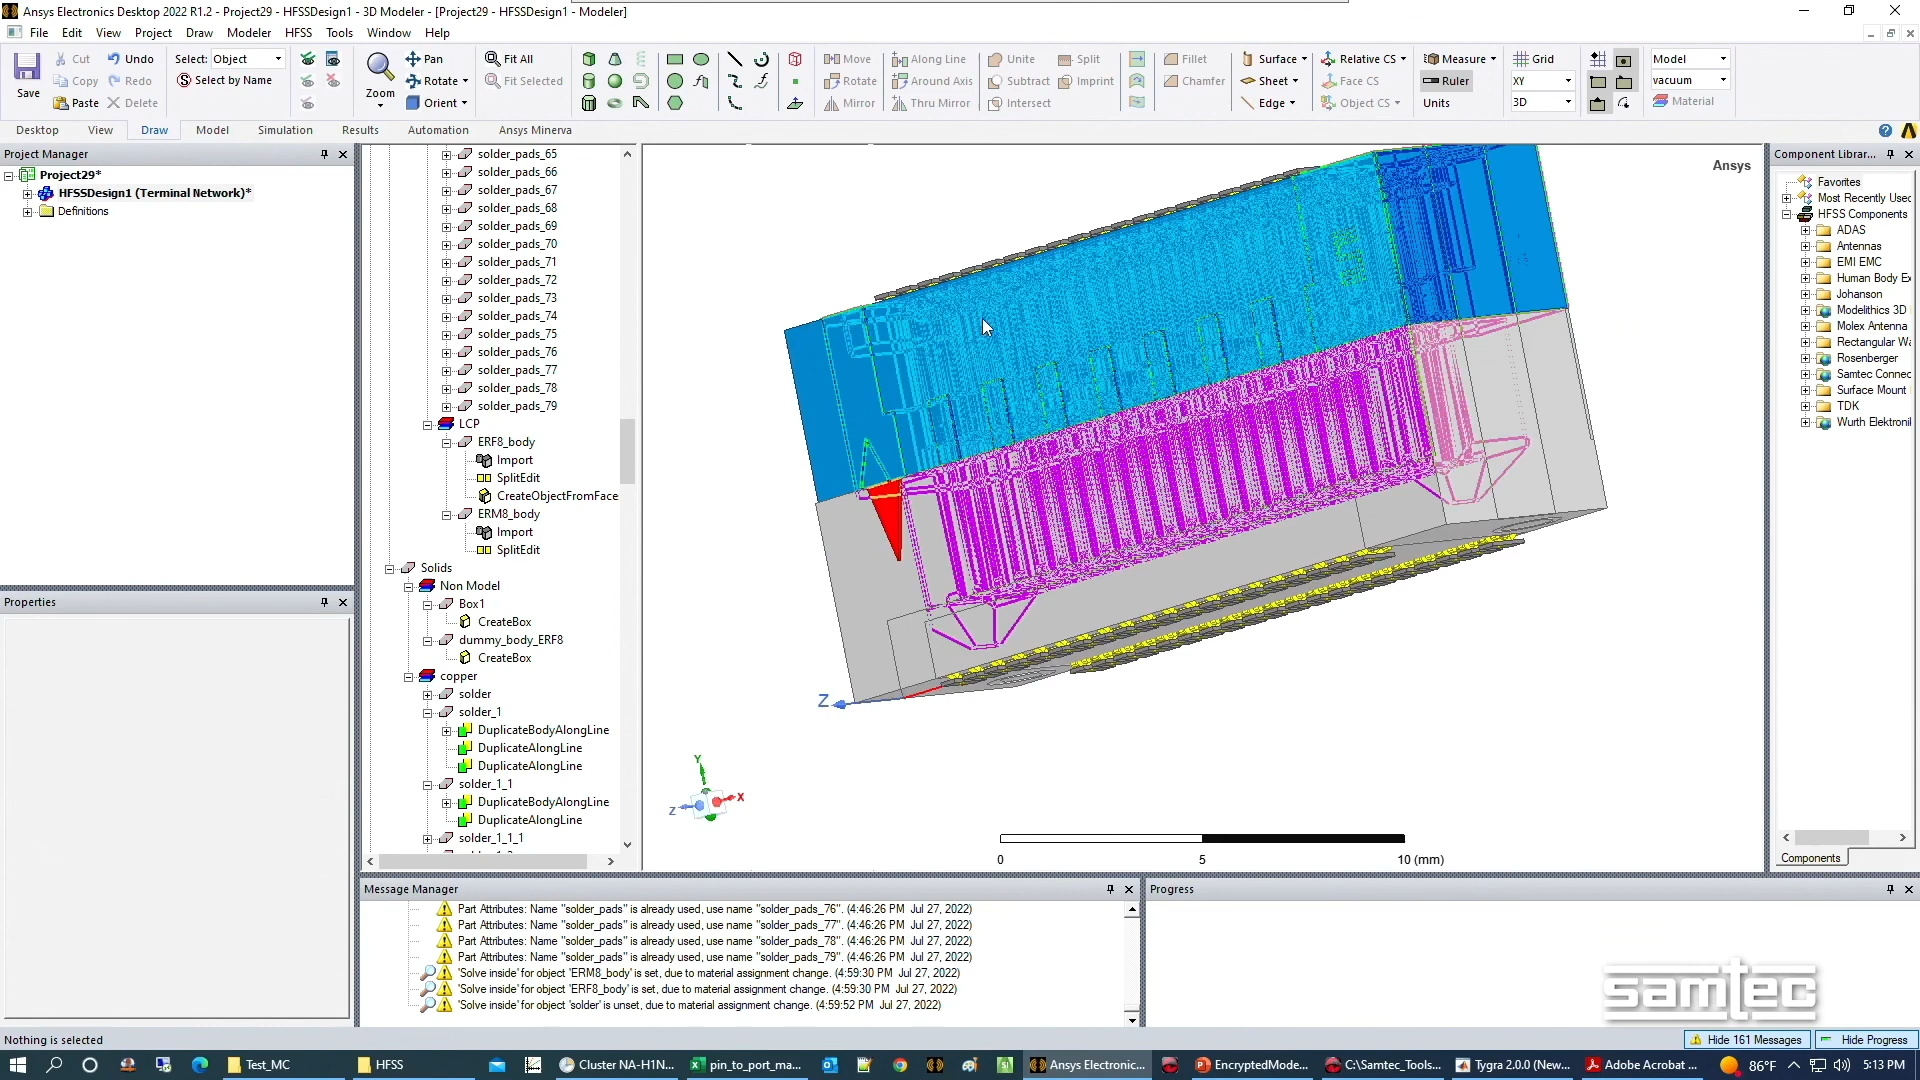 Ansys Electronics Desktop 2022 R1.2 - Project29 - HFSSDesign1 - 3D Modeler - [Project29 - HFSSDesign1 - Modeler]
File Edit View Project Draw Modeler HFSS Tools Window Help
Save Cut Copy Paste Undo Redo Delete Select: Object Select by Name Zoom Pan Rotate Orient Fit All Fit Selected
Move Rotate Mirror Along Line Around Axis Thru Mirror Unite Subtract Intersect Split Imprint Fillet Chamfer
Surface Sheet Edge Relative CS Face CS Object CS Measure Ruler Units Grid XY 3D Model vacuum Material
Desktop View Draw Model Simulation Results Automation Ansys Minerva
Project Manager
Project29*
HFSSDesign1 (Terminal Network)*
Definitions
Properties
solder_pads_65
solder_pads_66
solder_pads_67
solder_pads_68
solder_pads_69
solder_pads_70
solder_pads_71
solder_pads_72
solder_pads_73
solder_pads_74
solder_pads_75
solder_pads_76
solder_pads_77
solder_pads_78
solder_pads_79
LCP
ERF8_body
Import
SplitEdit
CreateObjectFromFace
ERM8_body
Import
SplitEdit
Solids
Non Model
Box1
CreateBox
dummy_body_ERF8
CreateBox
copper
solder
solder_1
DuplicateBodyAlongLine
DuplicateAlongLine
DuplicateAlongLine
solder_1_1
DuplicateBodyAlongLine
DuplicateAlongLine
solder_1_1_1
Ansys
Z
Y
X
Z
0 5 10 (mm)
Component Librar...
Favorites
Most Recently Used
HFSS Components
ADAS
Antennas
EMI EMC
Human Body Ex
Johanson
Modelithics 3D
Molex Antenna
Rectangular Wa
Rosenberger
Samtec Connec
Surface Mount
TDK
Wurth Elektronil
Components
Message Manager
Part Attributes: Name "solder_pads" is already used, use name "solder_pads_76". (4:46:26 PM Jul 27, 2022)
Part Attributes: Name "solder_pads" is already used, use name "solder_pads_77". (4:46:26 PM Jul 27, 2022)
Part Attributes: Name "solder_pads" is already used, use name "solder_pads_78". (4:46:26 PM Jul 27, 2022)
Part Attributes: Name "solder_pads" is already used, use name "solder_pads_79". (4:46:26 PM Jul 27, 2022)
'Solve inside' for object 'ERM8_body' is set, due to material assignment change. (4:59:30 PM Jul 27, 2022)
'Solve inside' for object 'ERF8_body' is set, due to material assignment change. (4:59:30 PM Jul 27, 2022)
'Solve inside' for object 'solder' is unset, due to material assignment change. (4:59:52 PM Jul 27, 2022)
Progress
samtec
Nothing is selected
Hide 161 Messages Hide Progress
Test_MC HFSS Cluster NA-H1N... pin_to_port_ma... Ansys Electronic... EncryptedMode... C:\Samtec_Tools... Tygra 2.0.0 (New... Adobe Acrobat ... 86°F 5:13 PM